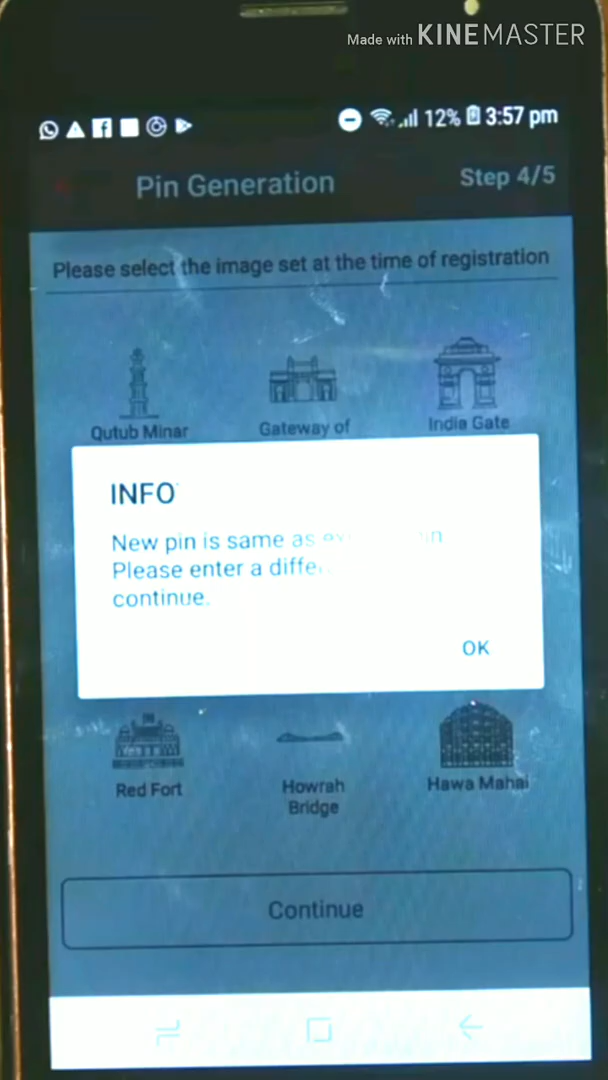 Made with KINEMASTER
12% 3:57 pm
Pin Generation Step 4/5
Please select the image set at the time of registration
Qutub Minar
Gateway of
India Gate
INFO
New pin is same as
Please enter a
continue.
OK
Red Fort
Howrah
Bridge
Hawa Mahal
Continue